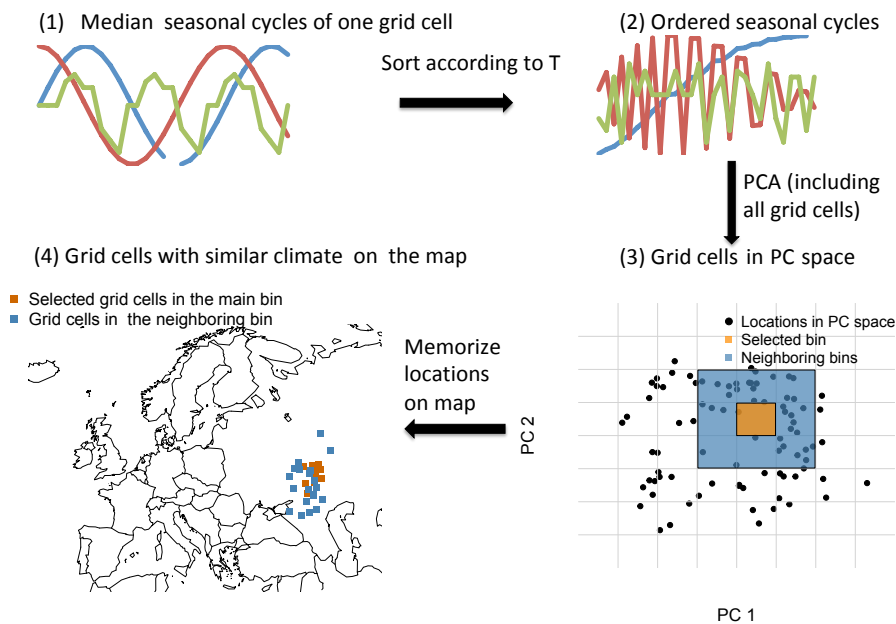 (1) Median seasonal cycles of one grid cell
Sort according to T
(2) Ordered seasonal cycles
PCA (including
all grid cells)
(3) Grid cells in PC space
Locations in PC space
Selected bin
Neighboring bins
PC 2
PC 1
Memorize
locations
on map
(4) Grid cells with similar climate on the map
Selected grid cells in the main bin
Grid cells in the neighboring bin